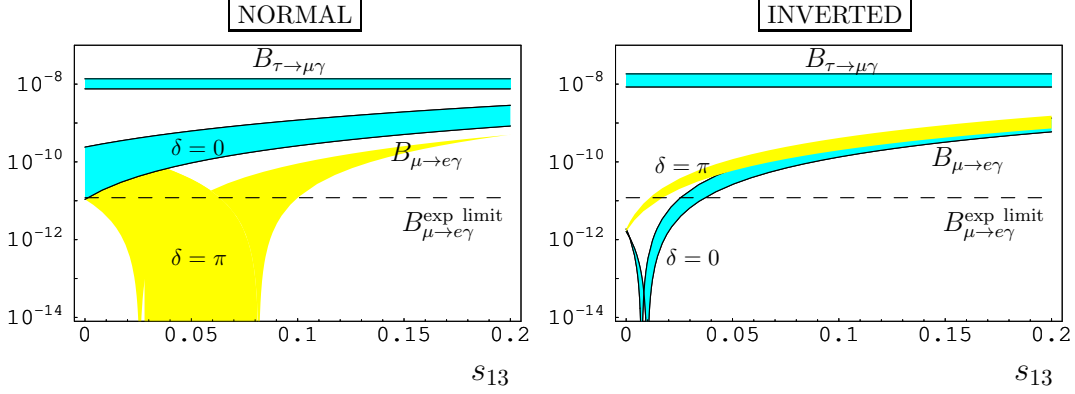 NORMAL
B_{τ→μγ}
10^{-8}
δ = 0
B_{μ→eγ}
10^{-10}
B_{μ→eγ}^{exp limit}
10^{-12}
δ = π
10^{-14}
0 0.05 0.1 0.15 0.2
s_{13}
INVERTED
B_{τ→μγ}
10^{-8}
δ = π
B_{μ→eγ}
10^{-10}
B_{μ→eγ}^{exp limit}
10^{-12}
δ = 0
10^{-14}
0 0.05 0.1 0.15 0.2
s_{13}